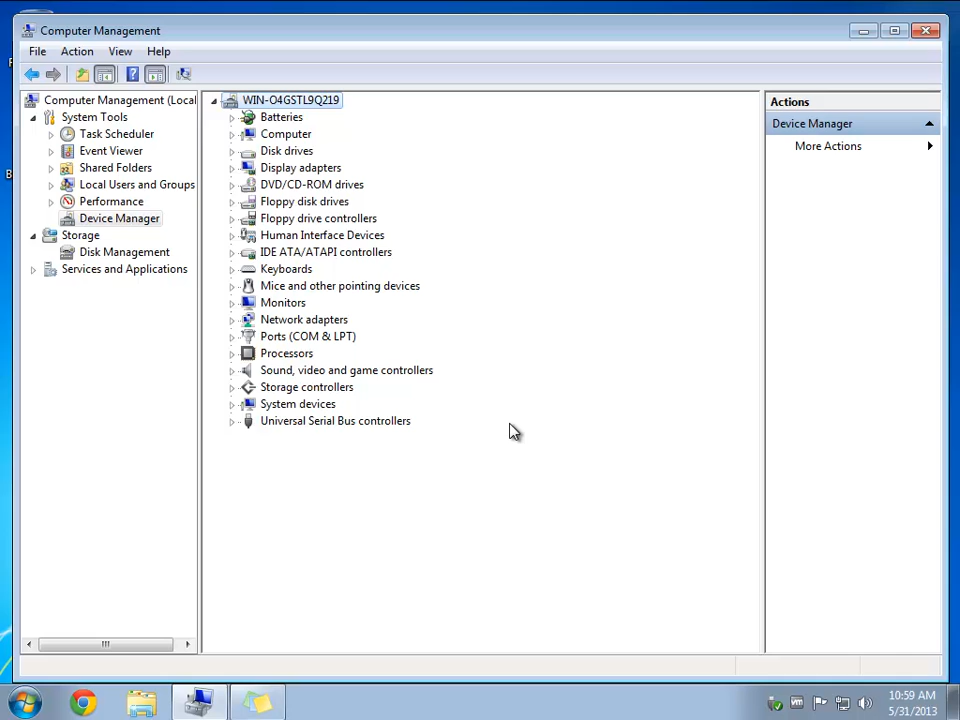 Computer Management
File Action View Help
Computer Management (Local
System Tools
Task Scheduler
Event Viewer
Shared Folders
Local Users and Groups
Performance
Device Manager
Storage
Disk Management
Services and Applications
WIN-O4GSTL9Q219
Batteries
Computer
Disk drives
Display adapters
DVD/CD-ROM drives
Floppy disk drives
Floppy drive controllers
Human Interface Devices
IDE ATA/ATAPI controllers
Keyboards
Mice and other pointing devices
Monitors
Network adapters
Ports (COM & LPT)
Processors
Sound, video and game controllers
Storage controllers
System devices
Universal Serial Bus controllers
Actions
Device Manager
More Actions
10:59 AM
5/31/2013